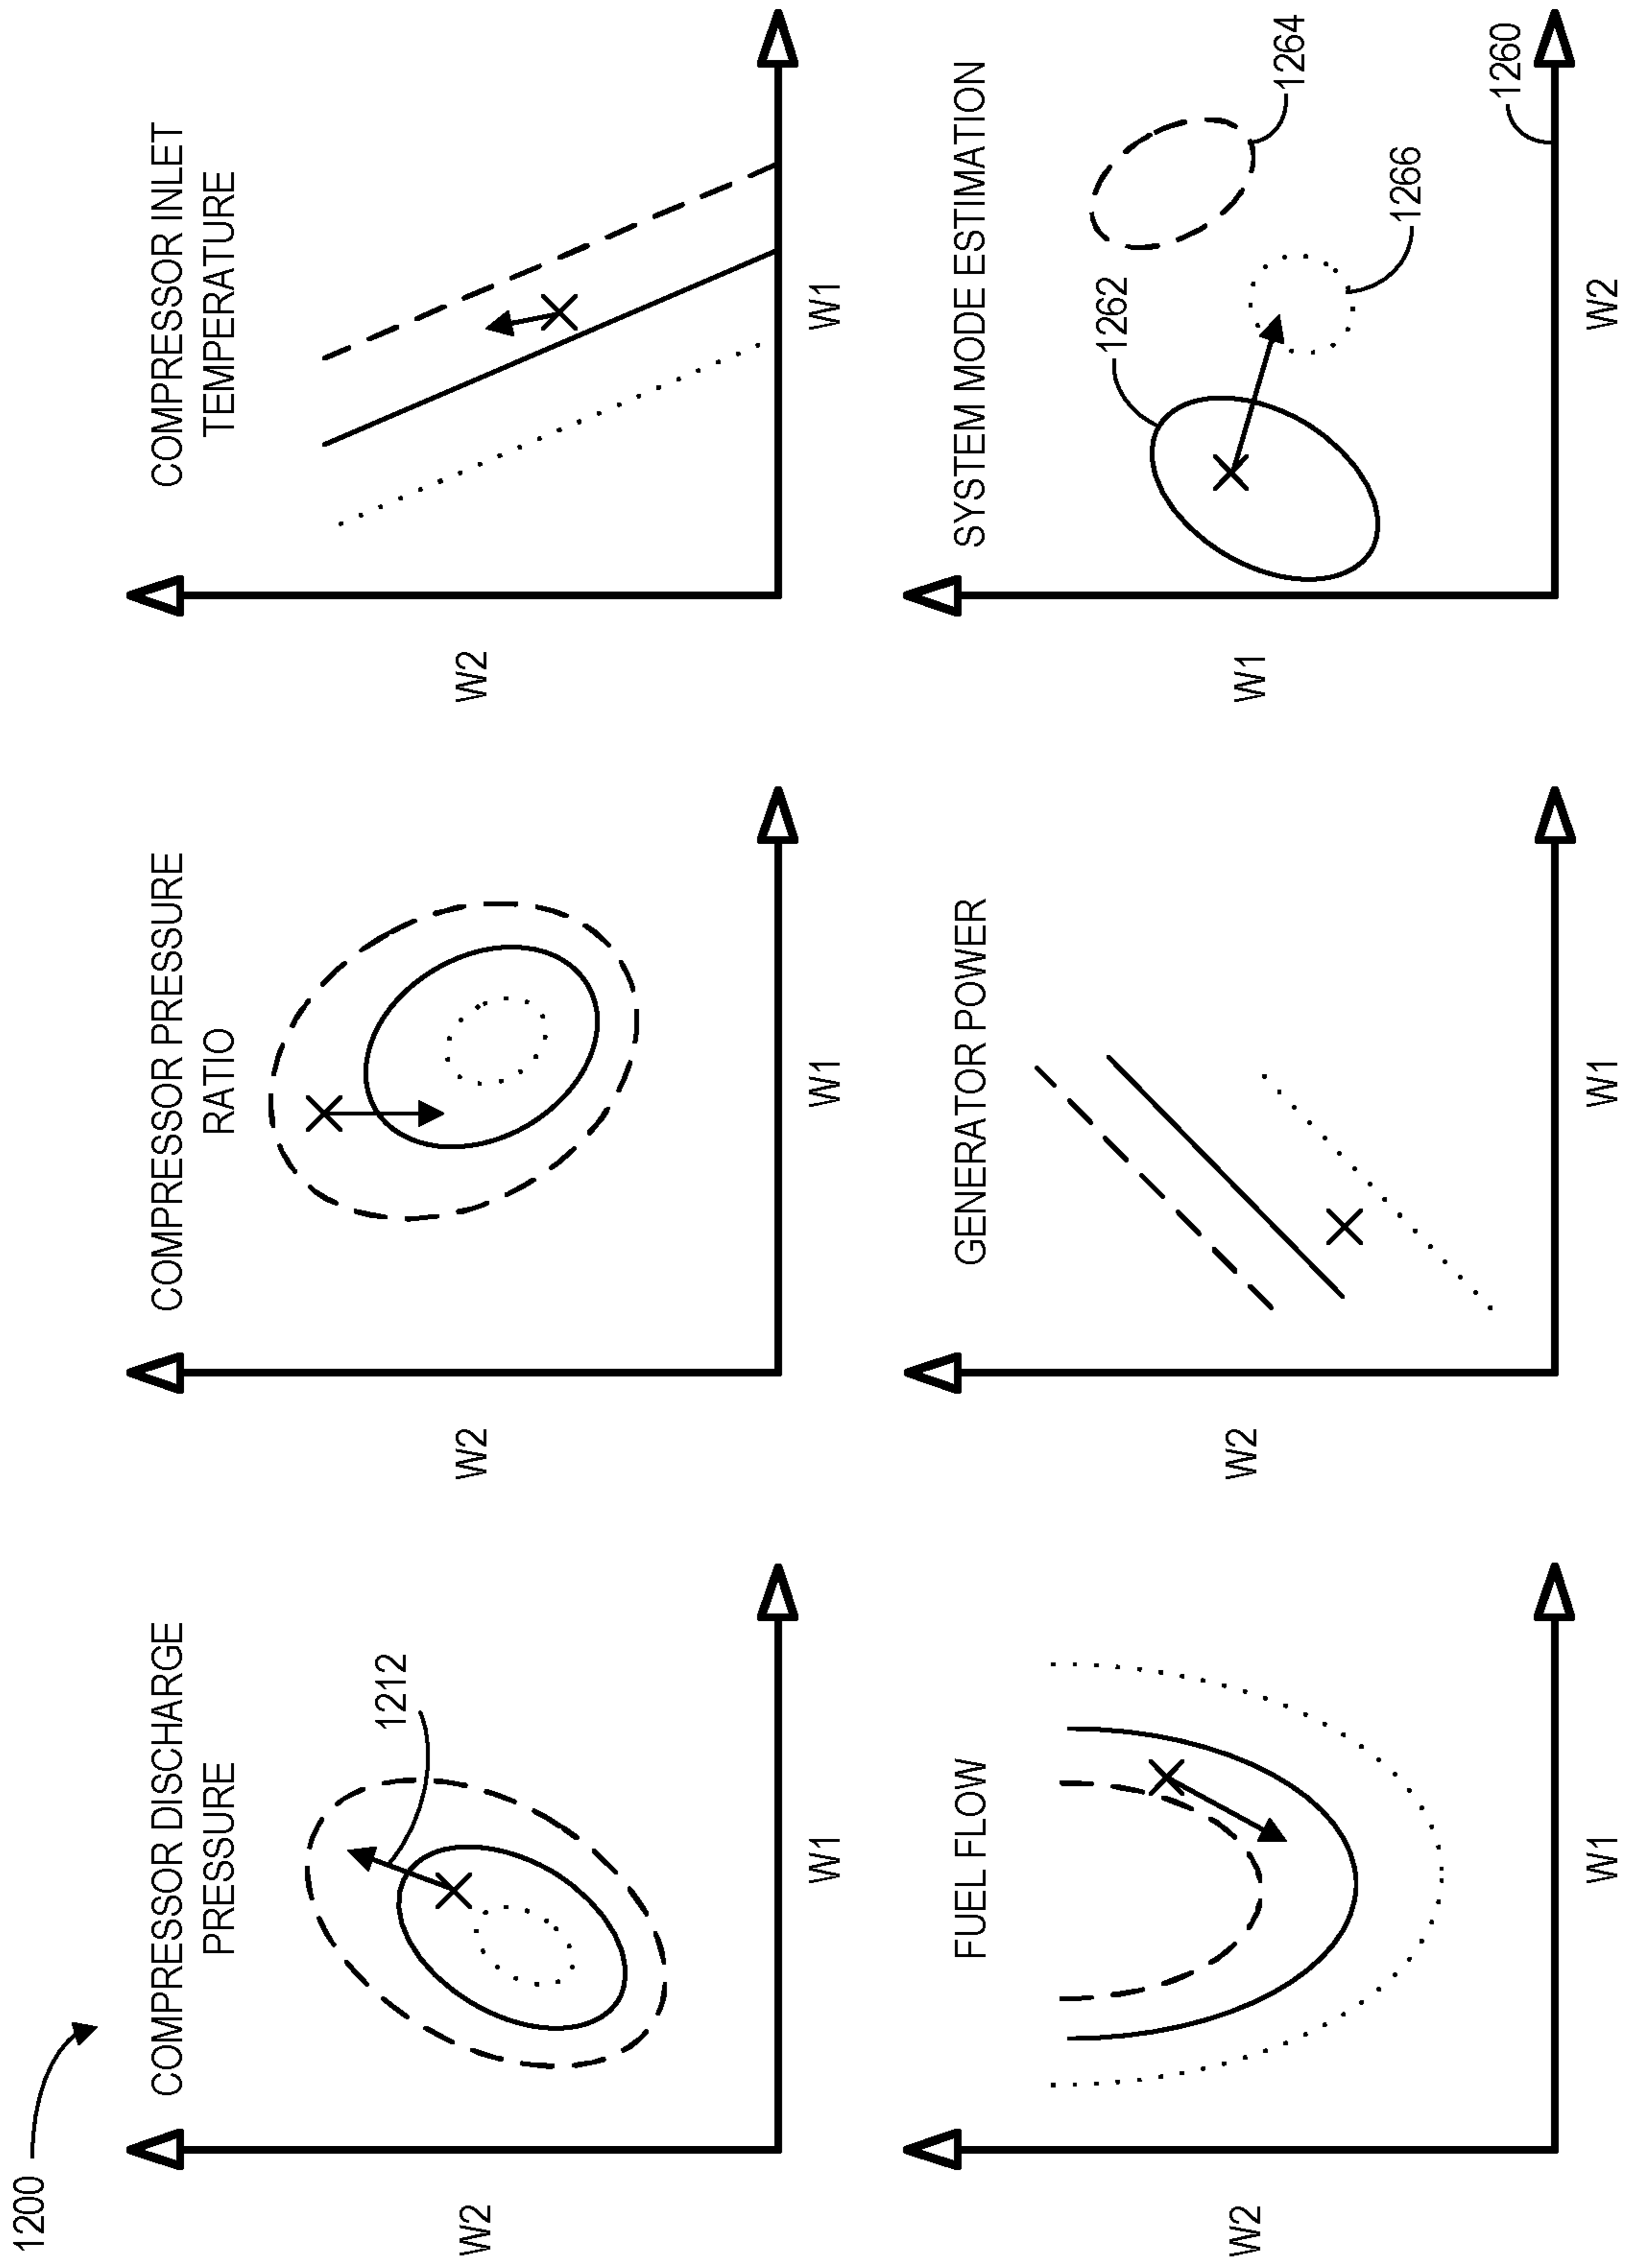 1200
COMPRESSOR DISCHARGE
PRESSURE
1212
W2
W1
COMPRESSOR PRESSURE
RATIO
W2
W1
COMPRESSOR INLET
TEMPERATURE
W2
W1
FUEL FLOW
W2
W1
GENERATOR POWER
W2
W1
SYSTEM MODE ESTIMATION
1262
1264
1266
1260
W1
W2